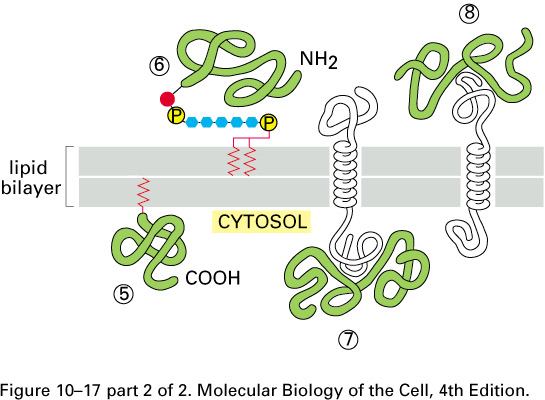 ⑧
⑥
NH2
P
P
lipid
bilayer
CYTOSOL
COOH
⑤
⑦
Figure 10–17 part 2 of 2. Molecular Biology of the Cell, 4th Edition.